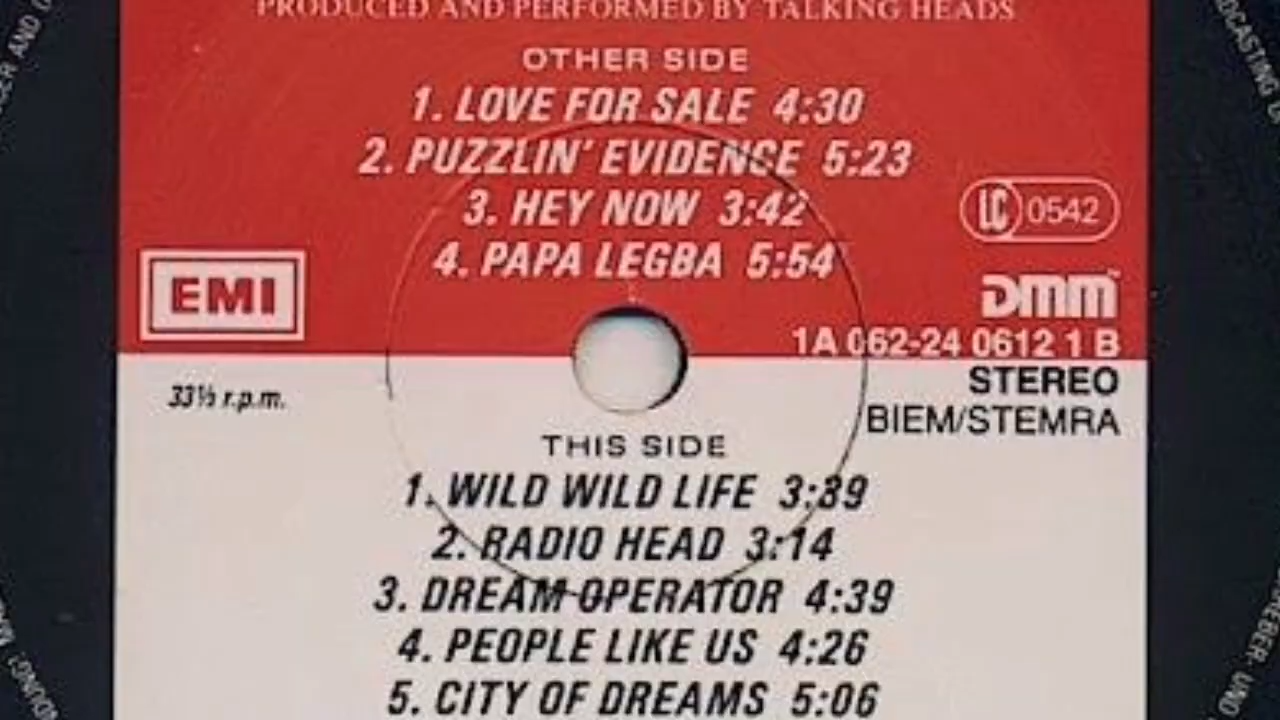 PRODUCED AND PERFORMED BY TALKING HEADS
OTHER SIDE
1. LOVE FOR SALE 4:30
2. PUZZLIN' EVIDENCE 5:23
3. HEY NOW 3:42
4. PAPA LEGBA 5:54
LC 0542
EMI
DMM™
1A 062-24 0612 1 B
STEREO
33⅓ r.p.m.
BIEM/STEMRA
THIS SIDE
1. WILD WILD LIFE 3:39
2. RADIO HEAD 3:14
3. DREAM OPERATOR 4:39
4. PEOPLE LIKE US 4:26
5. CITY OF DREAMS 5:06